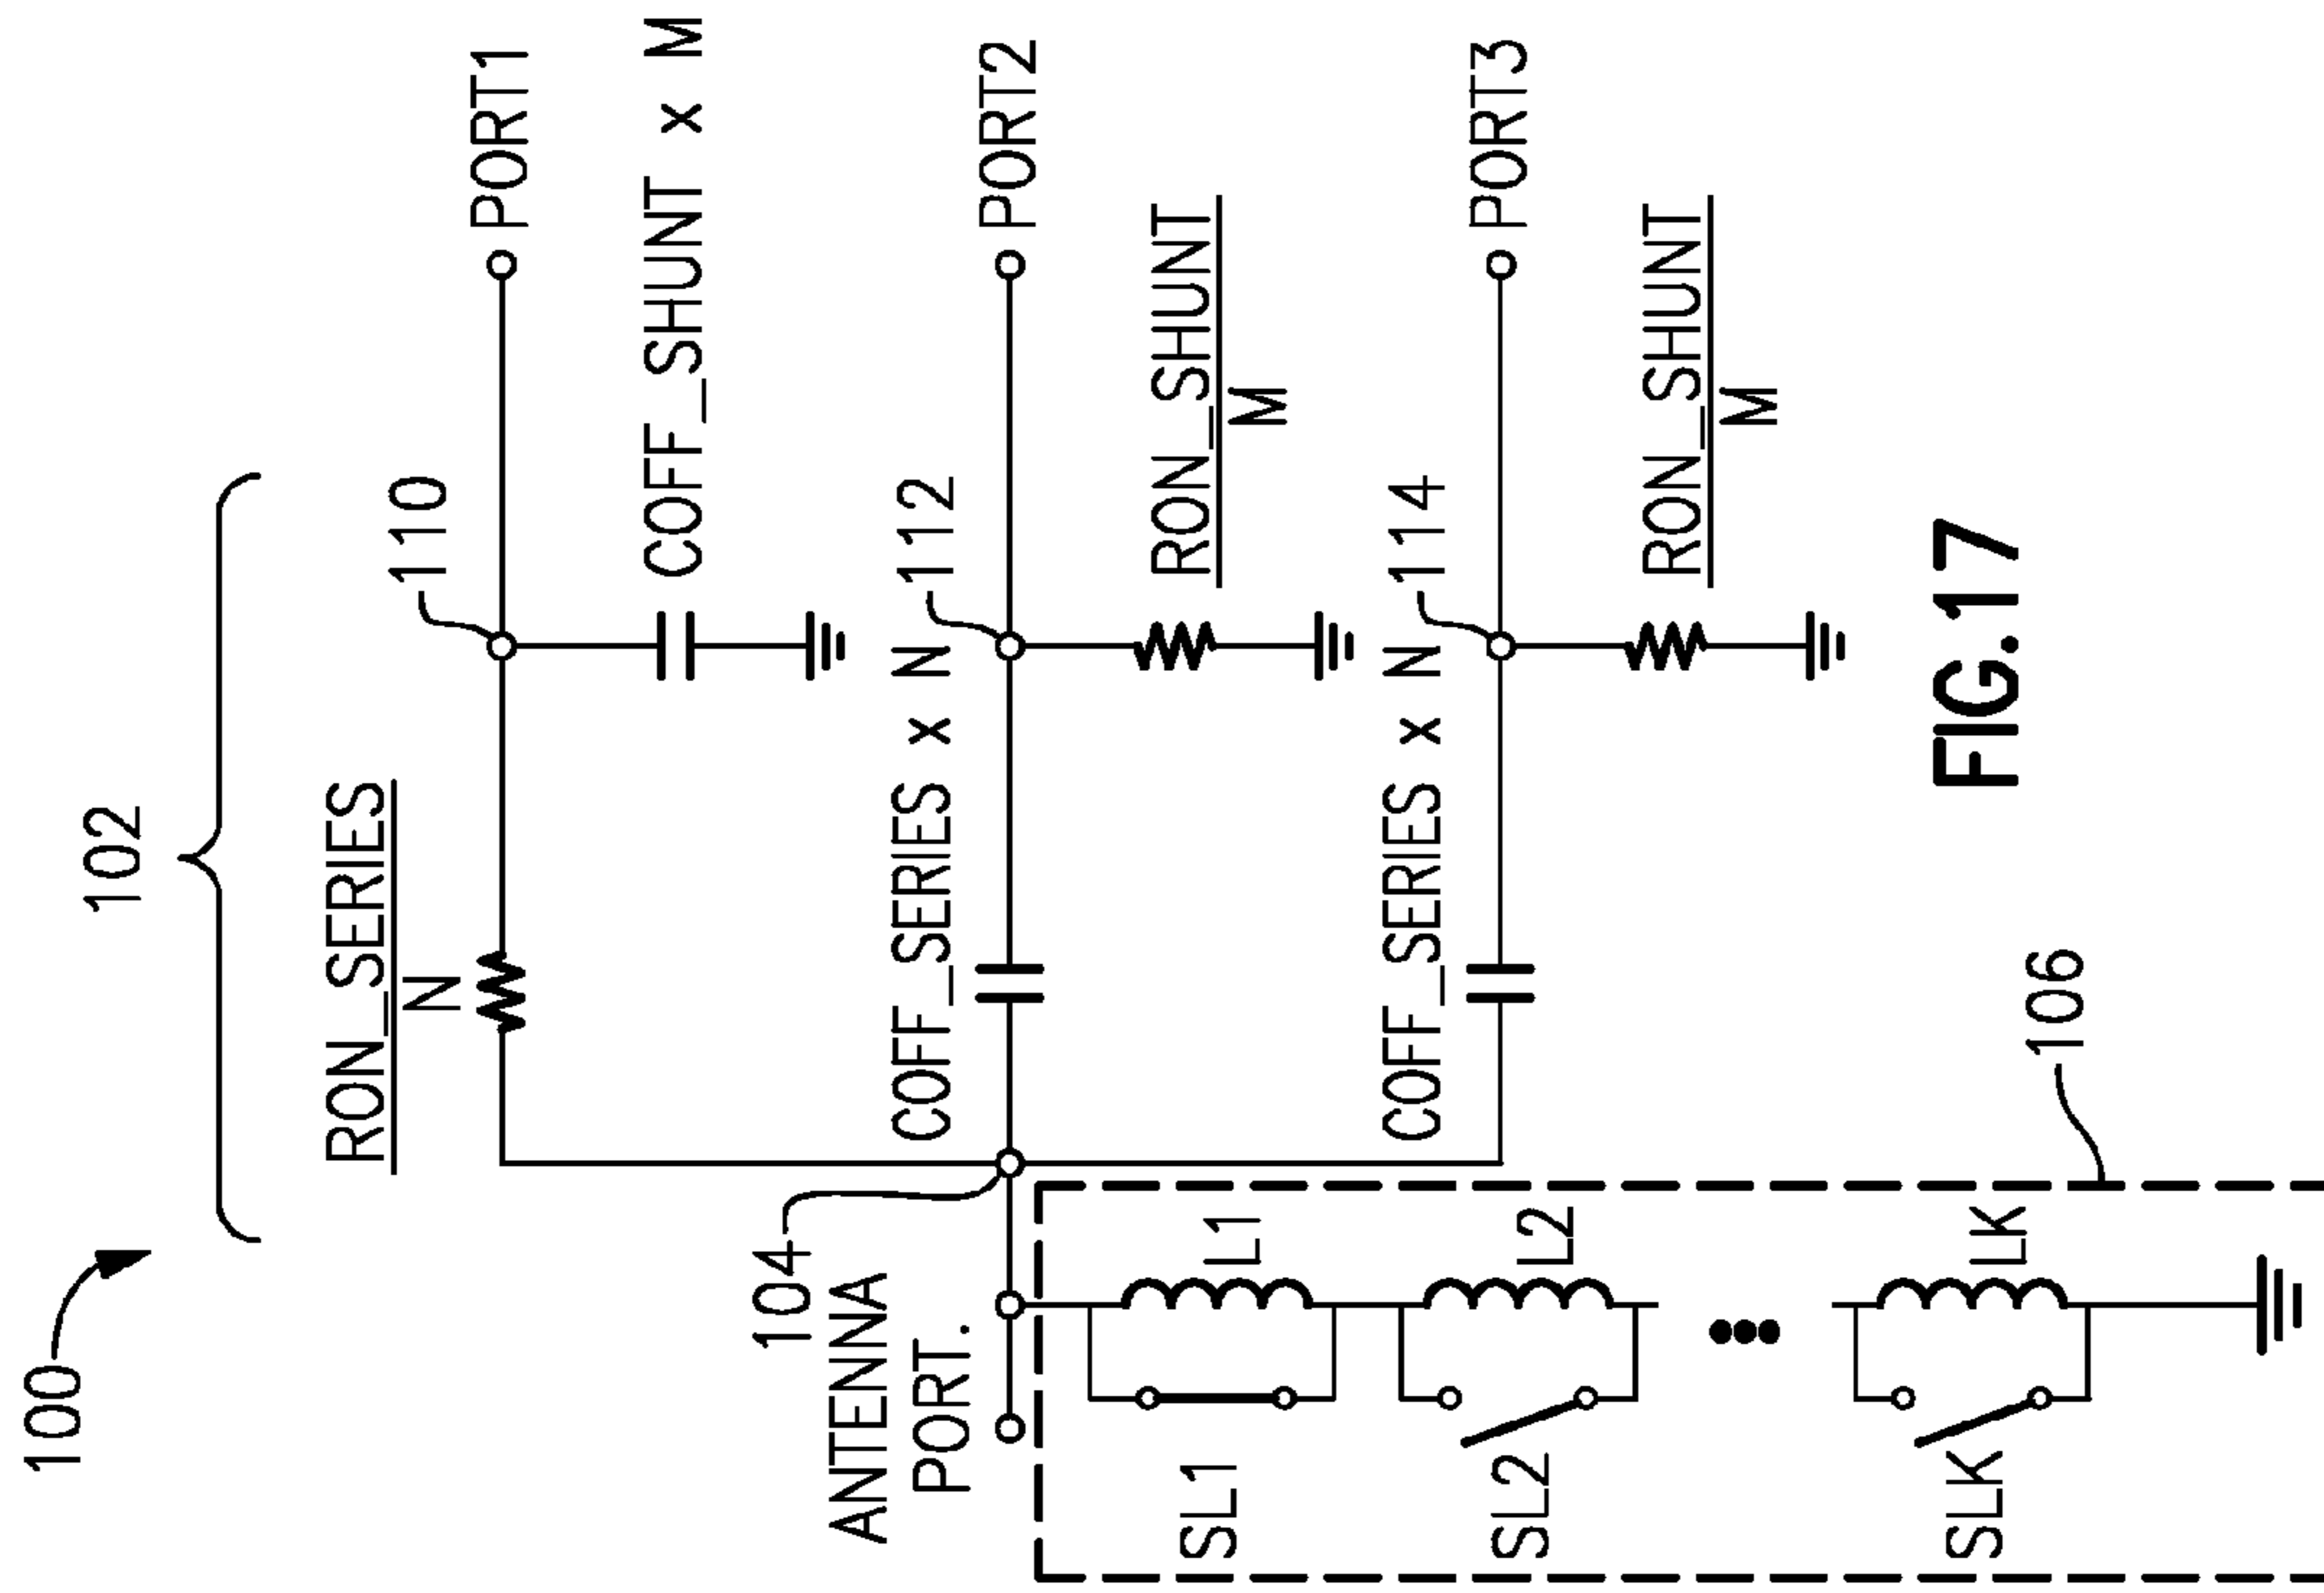 100
102
RON_SERIES
N
110
PORT1
COFF_SHUNT x M
104
ANTENNA
PORT.
COFF_SERIES x N
112
PORT2
RON_SHUNT
M
COFF_SERIES x N
114
PORT3
RON_SHUNT
M
SL1
L1
SL2
L2
SLK
LK
106
FIG.17